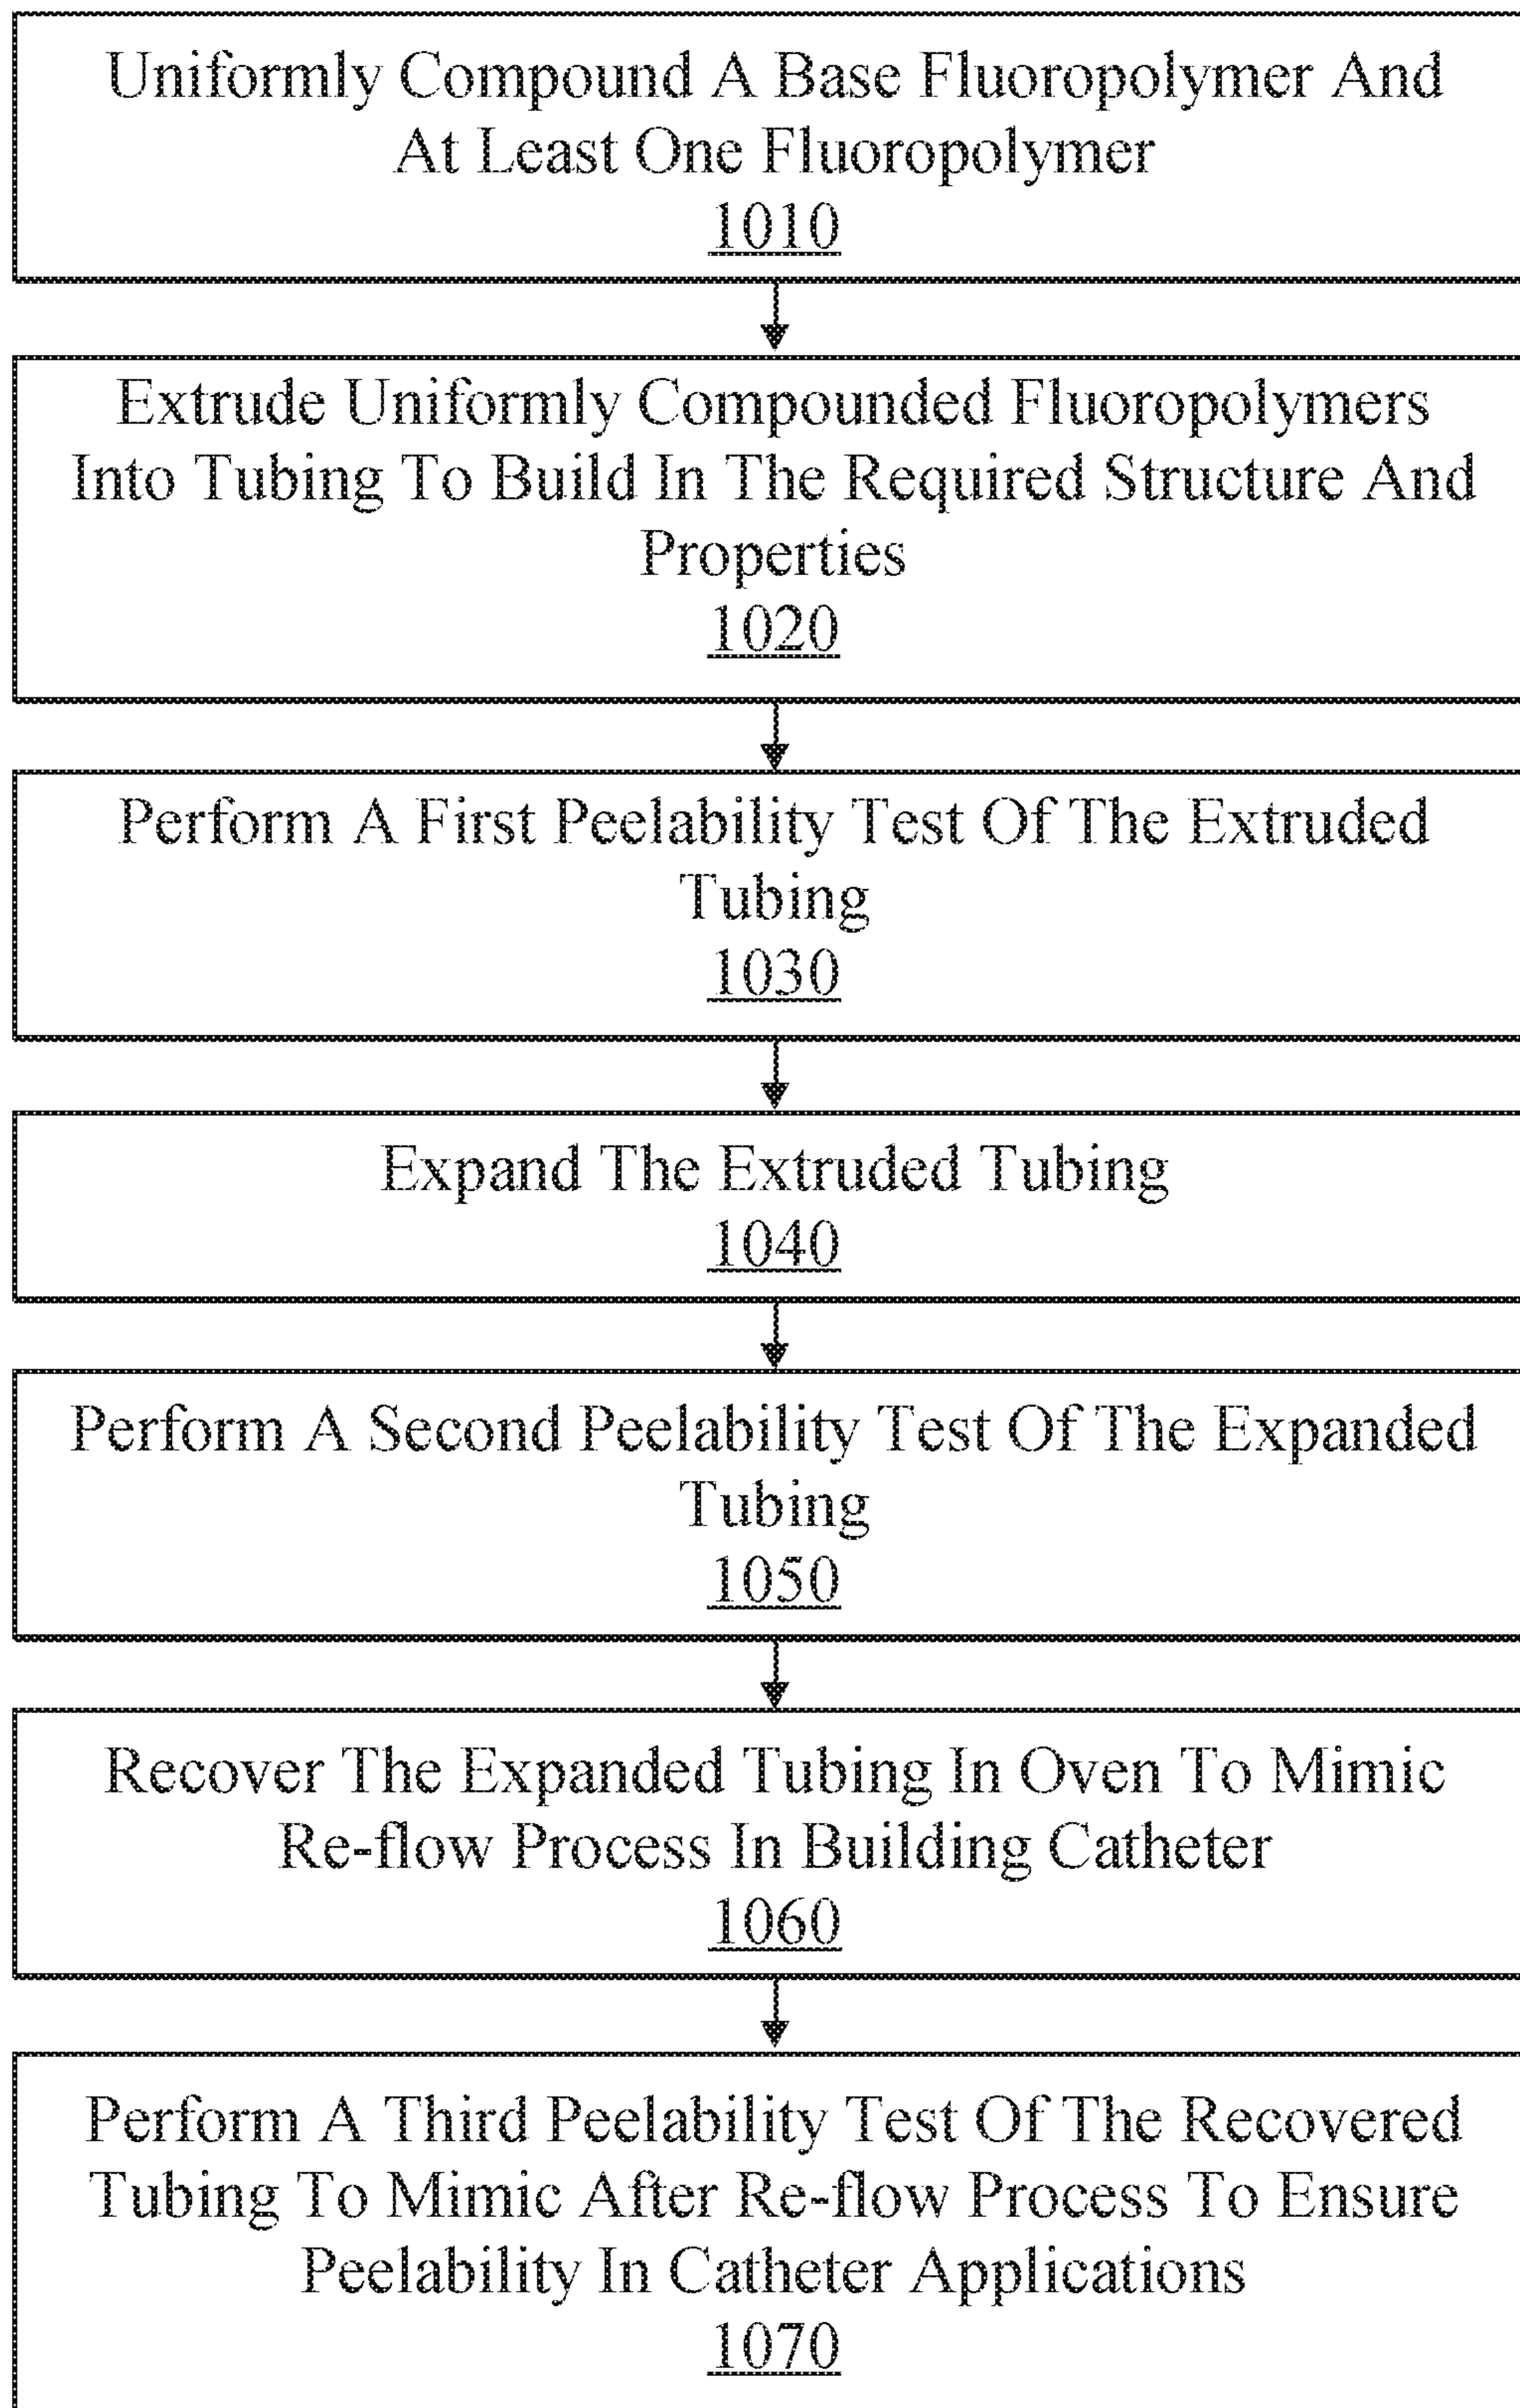 Uniformly Compound A Base Fluoropolymer And
At Least One Fluoropolymer
1010
Extrude Uniformly Compounded Fluoropolymers
Into Tubing To Build In The Required Structure And
Properties
1020
Perform A First Peelability Test Of The Extruded
Tubing
1030
Expand The Extruded Tubing
1040
Perform A Second Peelability Test Of The Expanded
Tubing
1050
Recover The Expanded Tubing In Oven To Mimic
Re-flow Process In Building Catheter
1060
Perform A Third Peelability Test Of The Recovered
Tubing To Mimic After Re-flow Process To Ensure
Peelability In Catheter Applications
1070